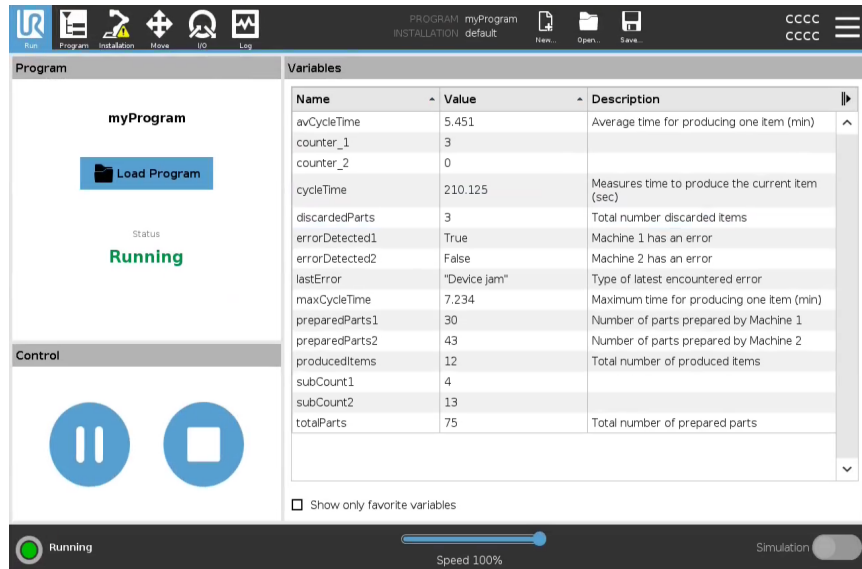 UR
PROGRAM myProgram
INSTALLATION default
CCCC
CCCC
Run Program Installation Move I/O Log New... Open... Save...
Program
myProgram
Load Program
Status
Running
Control
Variables
Name Value Description
avCycleTime 5.451 Average time for producing one item (min)
counter_1 3
counter_2 0
cycleTime 210.125 Measures time to produce the current item
(sec)
discardedParts 3 Total number discarded items
errorDetected1 True Machine 1 has an error
errorDetected2 False Machine 2 has an error
lastError "Device jam" Type of latest encountered error
maxCycleTime 7.234 Maximum time for producing one item (min)
preparedParts1 30 Number of parts prepared by Machine 1
preparedParts2 43 Number of parts prepared by Machine 2
producedItems 12 Total number of produced items
subCount1 4
subCount2 13
totalParts 75 Total number of prepared parts
Show only favorite variables
Running
Speed 100%
Simulation